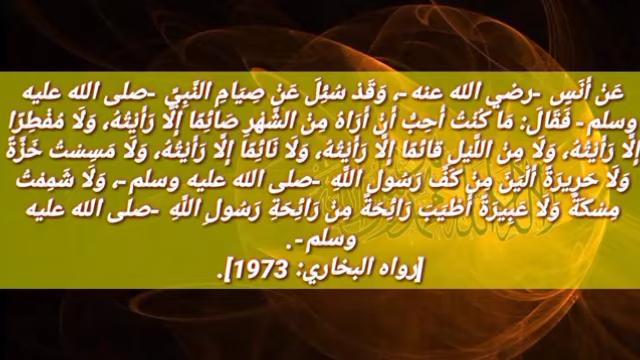 عَنْ أَنَسٍ -رضي الله عنه-، وَقَدْ سُئِلَ عَنْ صِيَامِ النَّبِيِّ -صلى الله عليه
وسلم- فَقَالَ: مَا كُنْتُ أُحِبُّ أَنْ أَرَاهُ مِنَ الشَّهْرِ صَائِمًا إِلَّا رَأَيْتُهُ، وَلَا مُفْطِرًا
إِلَّا رَأَيْتُهُ، وَلَا مِنَ اللَّيْلِ قَائِمًا إِلَّا رَأَيْتُهُ، وَلَا نَائِمًا إِلَّا رَأَيْتُهُ، وَلَا مَسِسْتُ خَزَّةً
وَلَا حَرِيرَةً أَلْيَنَ مِنْ كَفِّ رَسُولِ اللَّهِ -صلى الله عليه وسلم-، وَلَا شَمِمْتُ
مِسْكَةً وَلَا عَبِيرَةً أَطْيَبَ رَائِحَةً مِنْ رَائِحَةِ رَسُولِ اللَّهِ -صلى الله عليه
وسلم-.
[رواه البخاري: 1973].